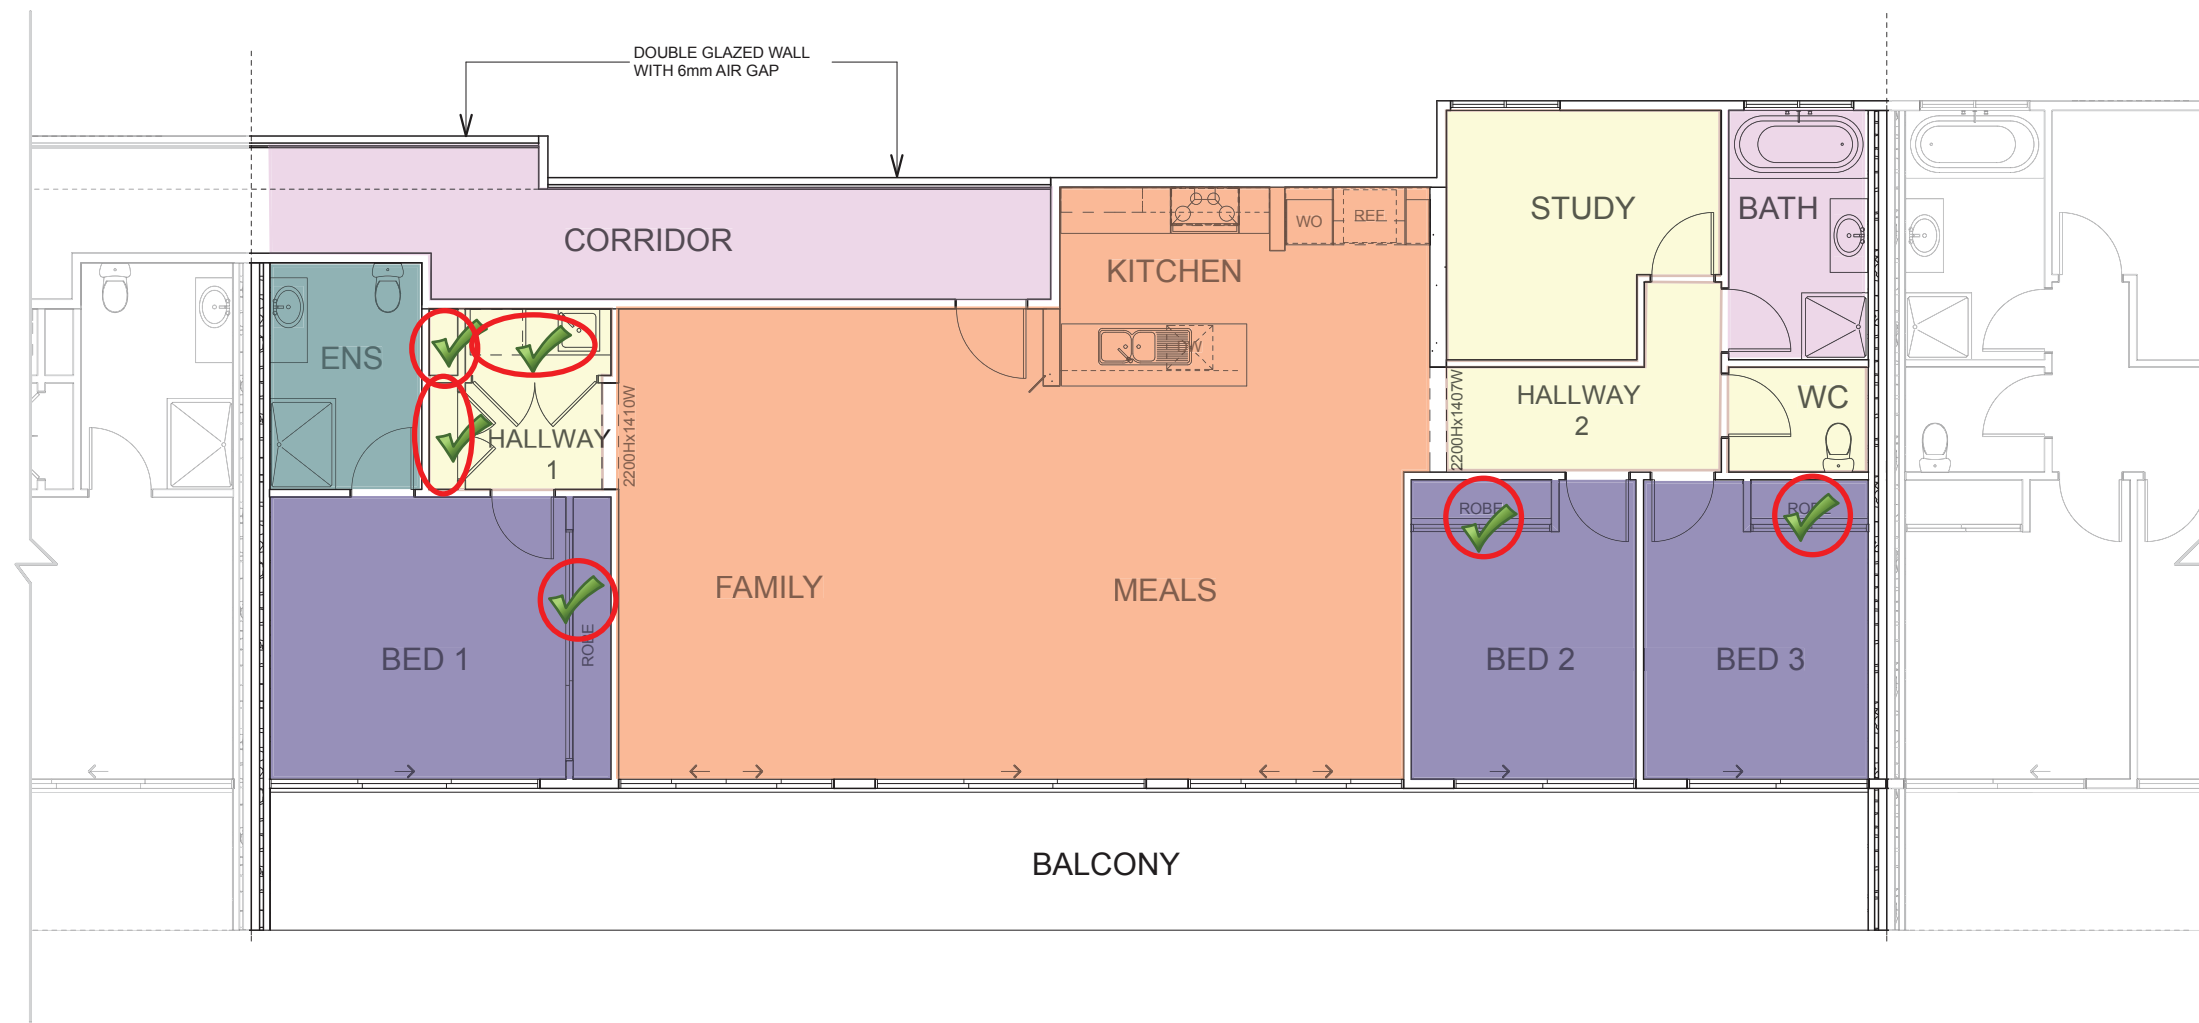 DOUBLE GLAZED WALL
WITH 6mm AIR GAP
CORRIDOR
STUDY
BATH
WO
REF
KITCHEN
ENS
DW
HALLWAY
1
2200Hx1410W
2200Hx1407W
HALLWAY
2
WC
ROBE
ROBE
FAMILY
MEALS
BED 1
ROBE
BED 2
BED 3
BALCONY